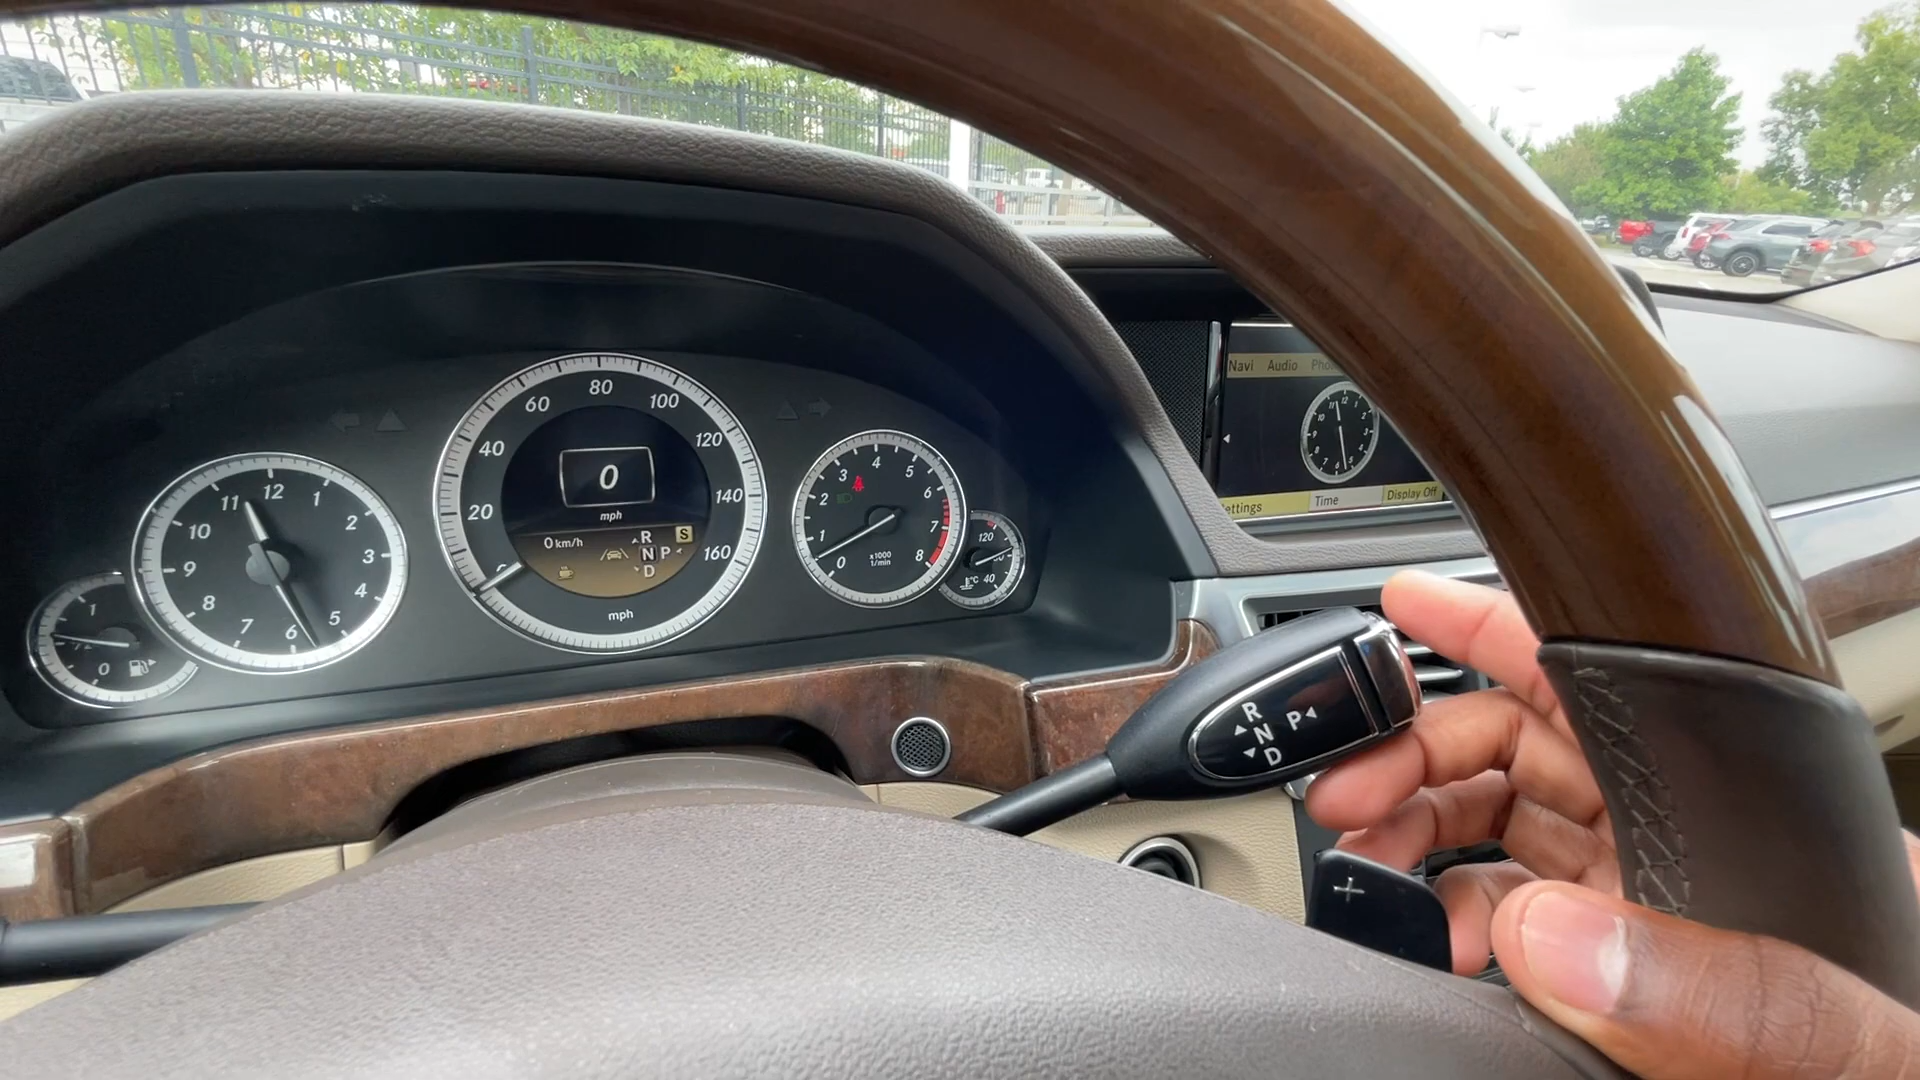 1
0
11 12 1
10 2
9 3
8 4
7 6 5
60 80 100
40 120
20 140
160
0
mph
0 km/h
S
R
N P
D
mph
3 4 5
2 6
1 7
0 8
x1000
1/min
120
°C 40
Navi Audio
12
Time Display Off
R
N P
D
+